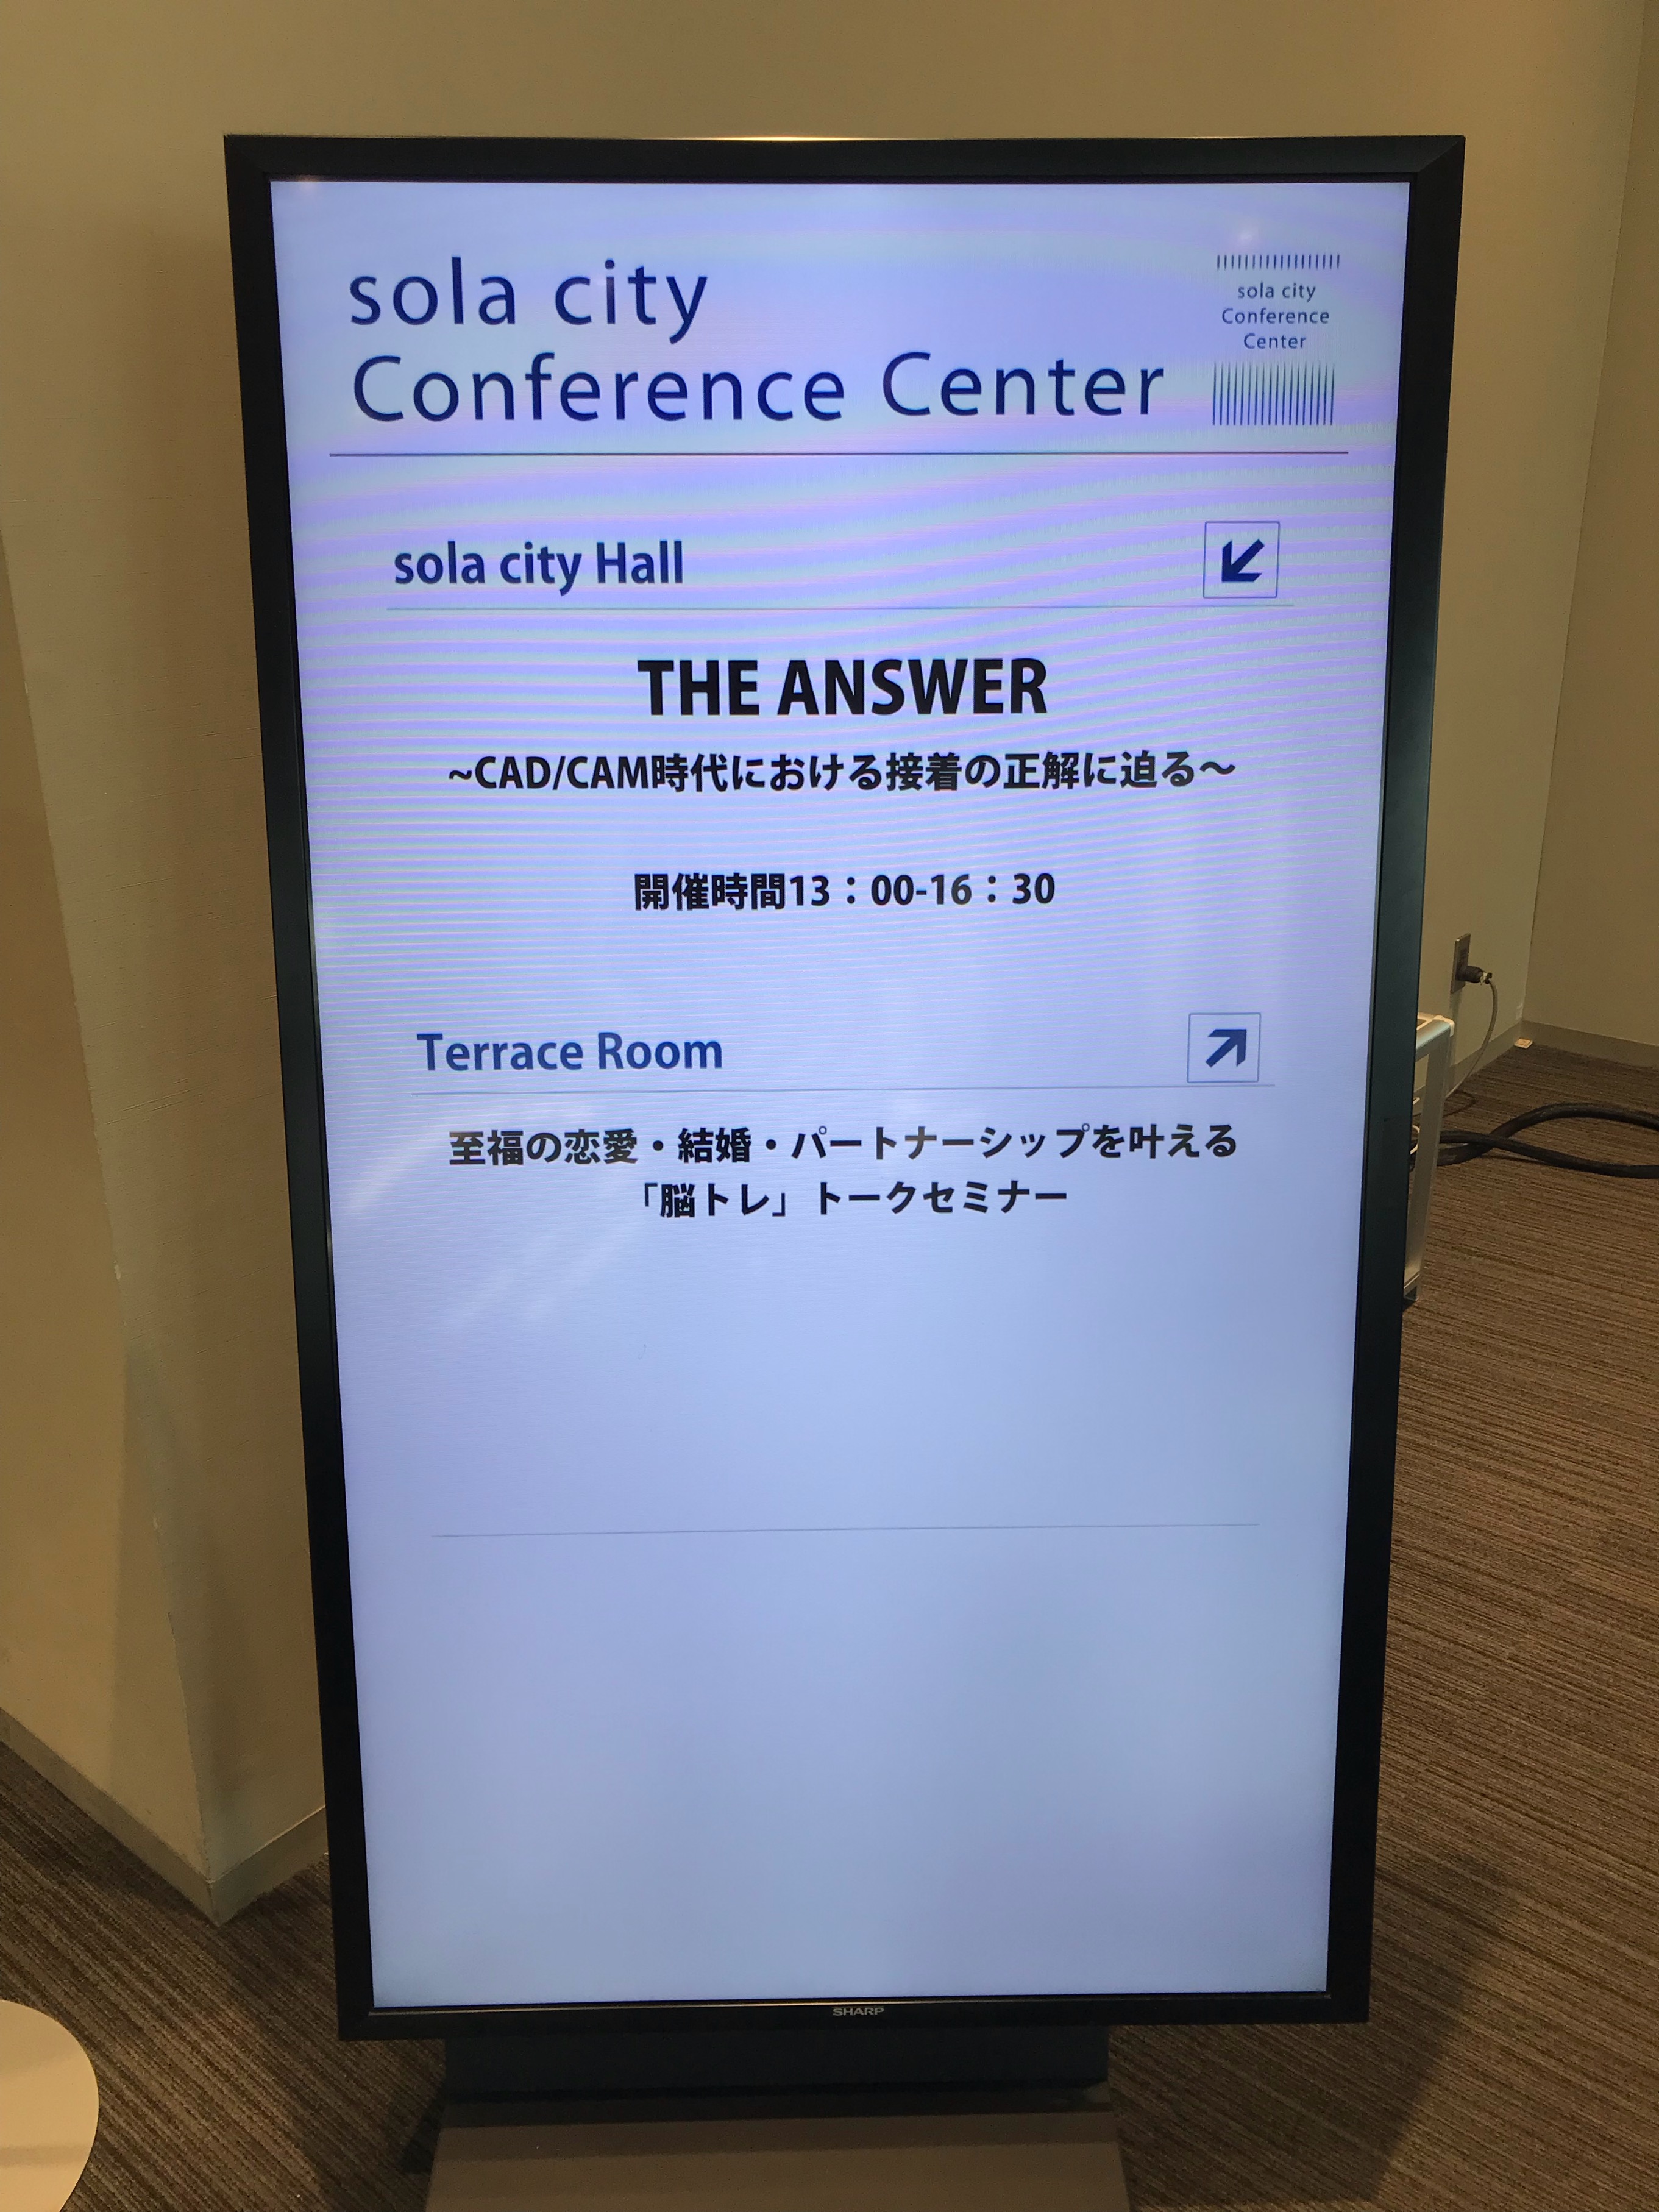 sola city
Conference Center
sola city
Conference
Center
sola city Hall
THE ANSWER
~CAD/CAM時代における接着の正解に迫る〜
開催時間13：00-16：30
Terrace Room
至福の恋愛・結婚・パートナーシップを叶える
「脳トレ」トークセミナー
SHARP